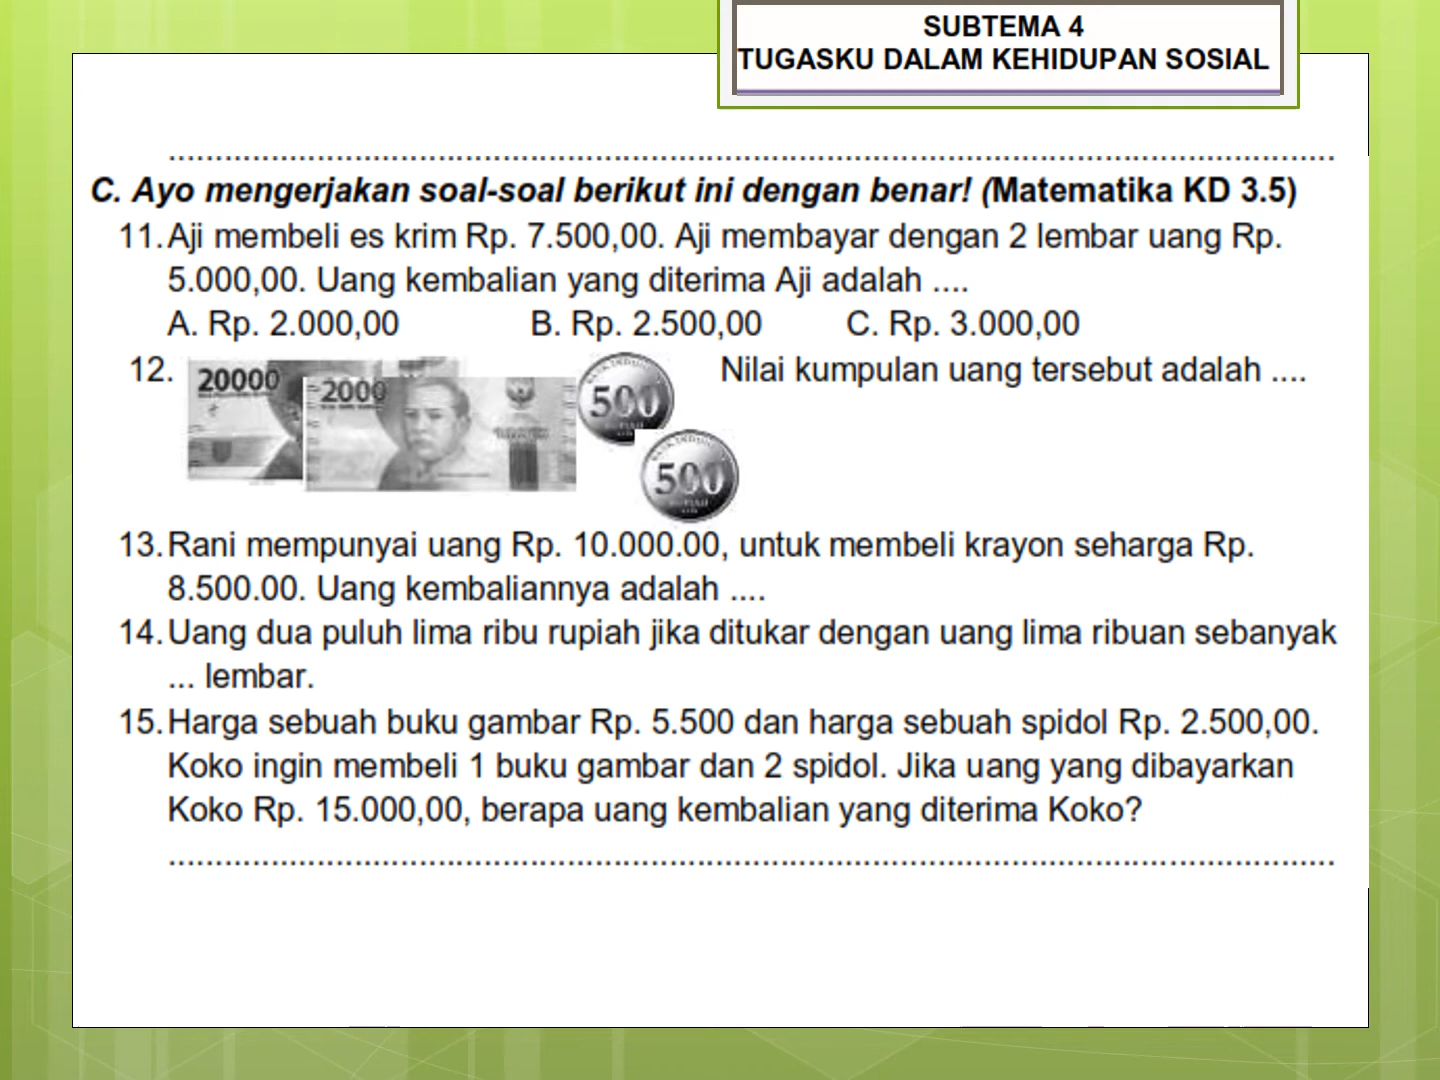 SUBTEMA 4
TUGASKU DALAM KEHIDUPAN SOSIAL
................................................................................................................................
C. Ayo mengerjakan soal-soal berikut ini dengan benar! (Matematika KD 3.5)
11. Aji membeli es krim Rp. 7.500,00. Aji membayar dengan 2 lembar uang Rp.
5.000,00. Uang kembalian yang diterima Aji adalah ....
A. Rp. 2.000,00 B. Rp. 2.500,00 C. Rp. 3.000,00
12. Nilai kumpulan uang tersebut adalah ....
20000
2000
500
500
13. Rani mempunyai uang Rp. 10.000.00, untuk membeli krayon seharga Rp.
8.500.00. Uang kembaliannya adalah ....
14. Uang dua puluh lima ribu rupiah jika ditukar dengan uang lima ribuan sebanyak
... lembar.
15. Harga sebuah buku gambar Rp. 5.500 dan harga sebuah spidol Rp. 2.500,00.
Koko ingin membeli 1 buku gambar dan 2 spidol. Jika uang yang dibayarkan
Koko Rp. 15.000,00, berapa uang kembalian yang diterima Koko?
................................................................................................................................